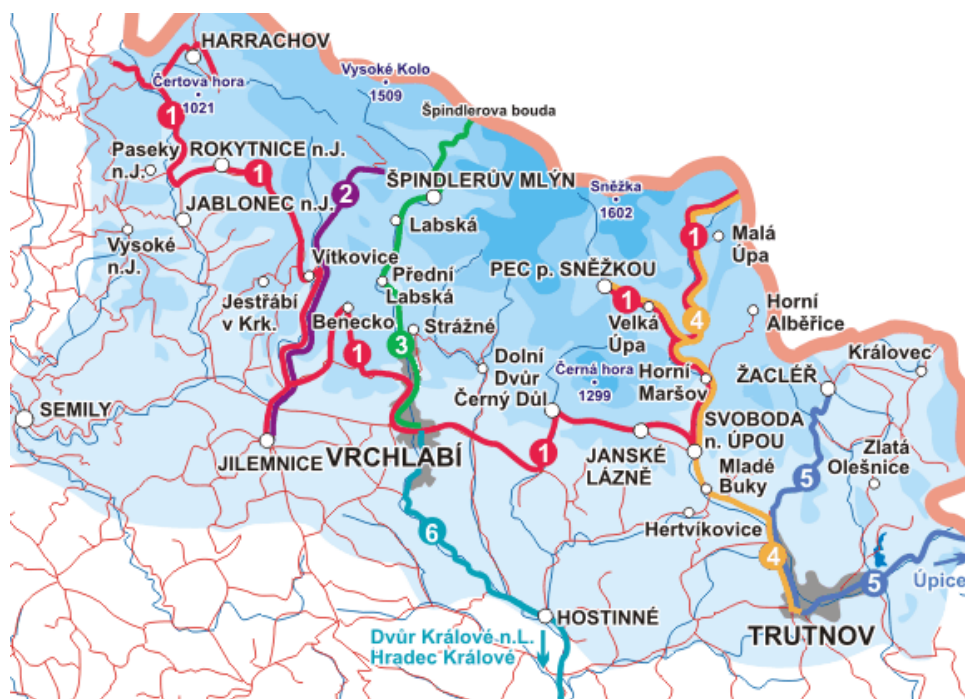 HARRACHOV
Čertova hora
1021
Vysoké Kolo
1509
Špindlerova bouda
1
Paseky
n.J.
ROKYTNICE n.J.
1
2
ŠPINDLERŮV MLÝN
Sněžka
1602
JABLONEC n.J.
Labská
1
Malá
Úpa
Vysoké
n.J.
Vítkovice
Přední
Labská
PEC p. SNĚŽKOU
1
Jestřábí
v Krk.
Benecko
Strážné
Velká
Úpa
4
Horní
Alběřice
3
1
Dolní
Dvůr
Černá hora
1299
Horní
Maršov
Královec
ŽACLÉŘ
Černý Důl
SEMILY
JILEMNICE
VRCHLABÍ
1
JANSKÉ
LÁZNĚ
SVOBODA
n. ÚPOU
Zlatá
Olešnice
Mladé
Buky
5
6
Hertvíkovice
4
5
Úpice
HOSTINNÉ
TRUTNOV
Dvůr Králové n.L.
Hradec Králové